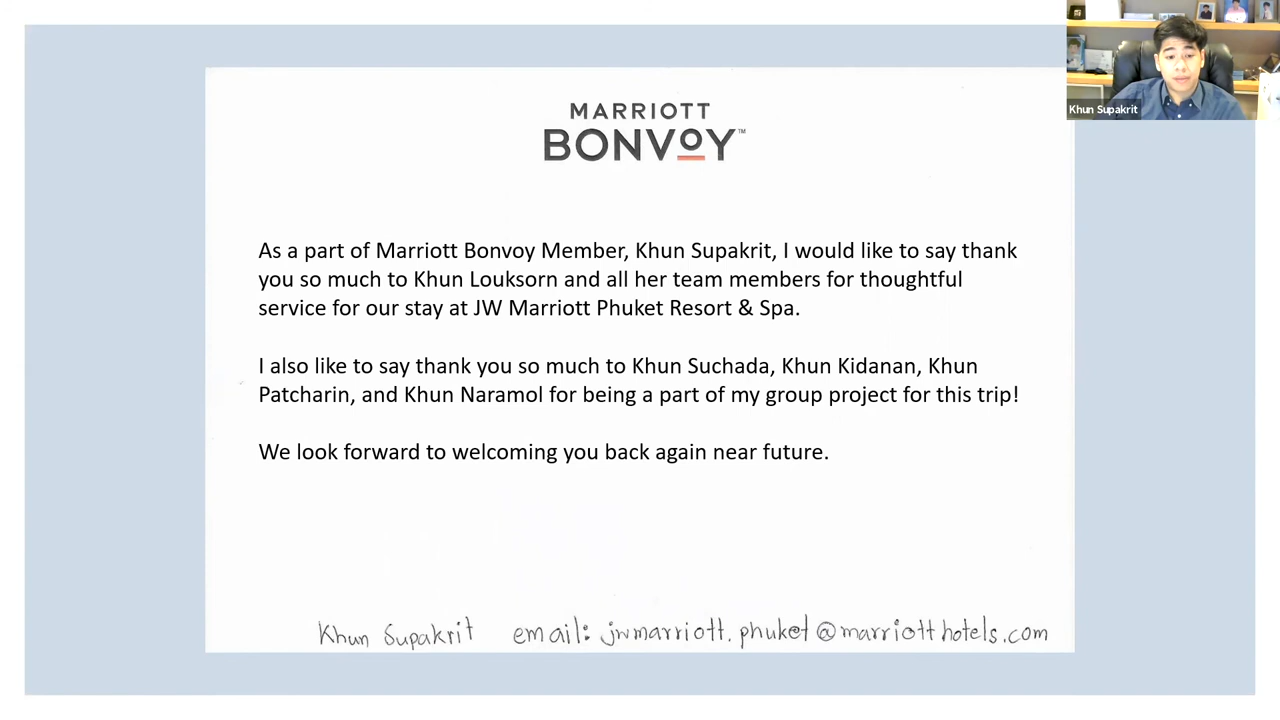 Khun Supakrit
MARRIOTT
BONVOY™
As a part of Marriott Bonvoy Member, Khun Supakrit, I would like to say thank
you so much to Khun Louksorn and all her team members for thoughtful
service for our stay at JW Marriott Phuket Resort & Spa.
I also like to say thank you so much to Khun Suchada, Khun Kidanan, Khun
Patcharin, and Khun Naramol for being a part of my group project for this trip!
We look forward to welcoming you back again near future.
Khun Supakrit email: jwmarriott.phuket@marriotthotels.com